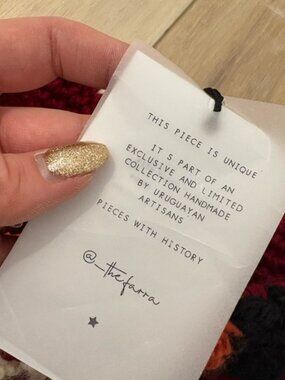 THIS PIECE IS UNIQUE
IT S PART OF AN
EXCLUSIVE AND LIMITED
COLLECTION HANDMADE
BY URUGUAYAN
ARTISANS
PIECES WITH HISTORY
@_thefarra